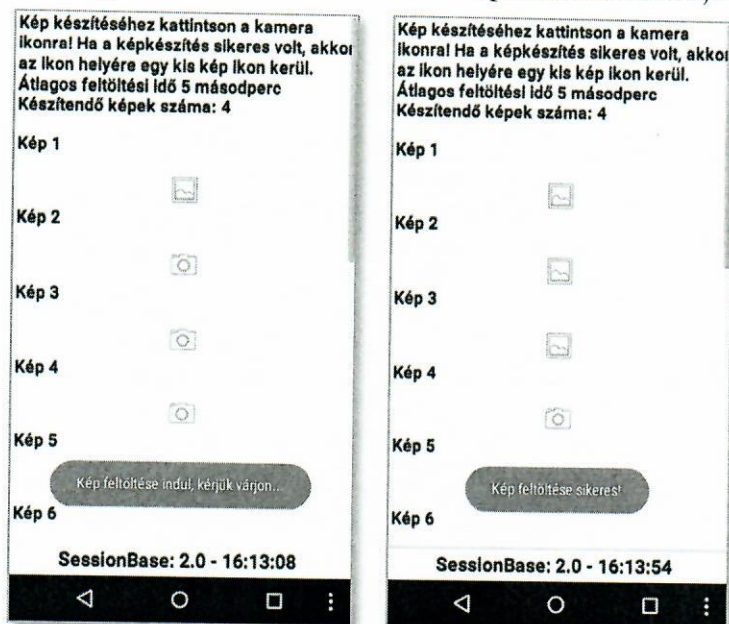 Kép készítéséhez kattintson a kamera
ikonra! Ha a képkészítés sikeres volt, akkor
az ikon helyére egy kis kép ikon kerül.
Átlagos feltöltési idő 5 másodperc
Készítendő képek száma: 4
Kép 1
Kép 2
Kép 3
Kép 4
Kép 5
Kép feltöltése indul, kérjük várjon...
Kép 6
SessionBase: 2.0 - 16:13:08
Kép készítéséhez kattintson a kamera
ikonra! Ha a képkészítés sikeres volt, akkor
az ikon helyére egy kis kép ikon kerül.
Átlagos feltöltési idő 5 másodperc
Készítendő képek száma: 4
Kép 1
Kép 2
Kép 3
Kép 4
Kép 5
Kép feltöltése sikeres!
Kép 6
SessionBase: 2.0 - 16:13:54